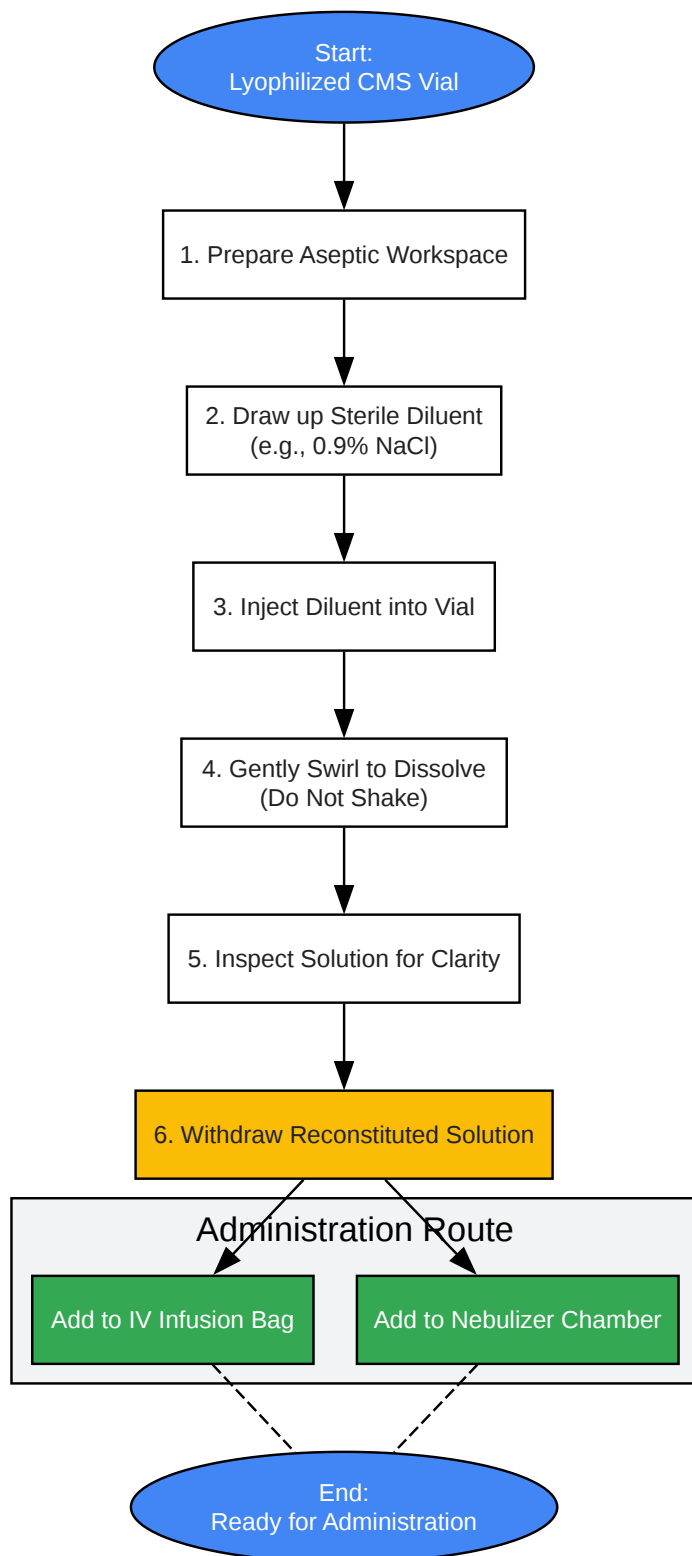 Start:
Lyophilized CMS Vial
1. Prepare Aseptic Workspace
2. Draw up Sterile Diluent
(e.g., 0.9% NaCl)
3. Inject Diluent into Vial
4. Gently Swirl to Dissolve
(Do Not Shake)
5. Inspect Solution for Clarity
6. Withdraw Reconstituted Solution
Administration Route
Add to IV Infusion Bag
Add to Nebulizer Chamber
End:
Ready for Administration